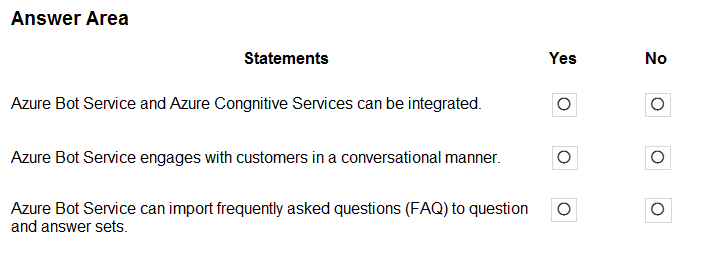 Answer Area
Statements Yes No
Azure Bot Service and Azure Congnitive Services can be integrated.
Azure Bot Service engages with customers in a conversational manner.
Azure Bot Service can import frequently asked questions (FAQ) to question
and answer sets.